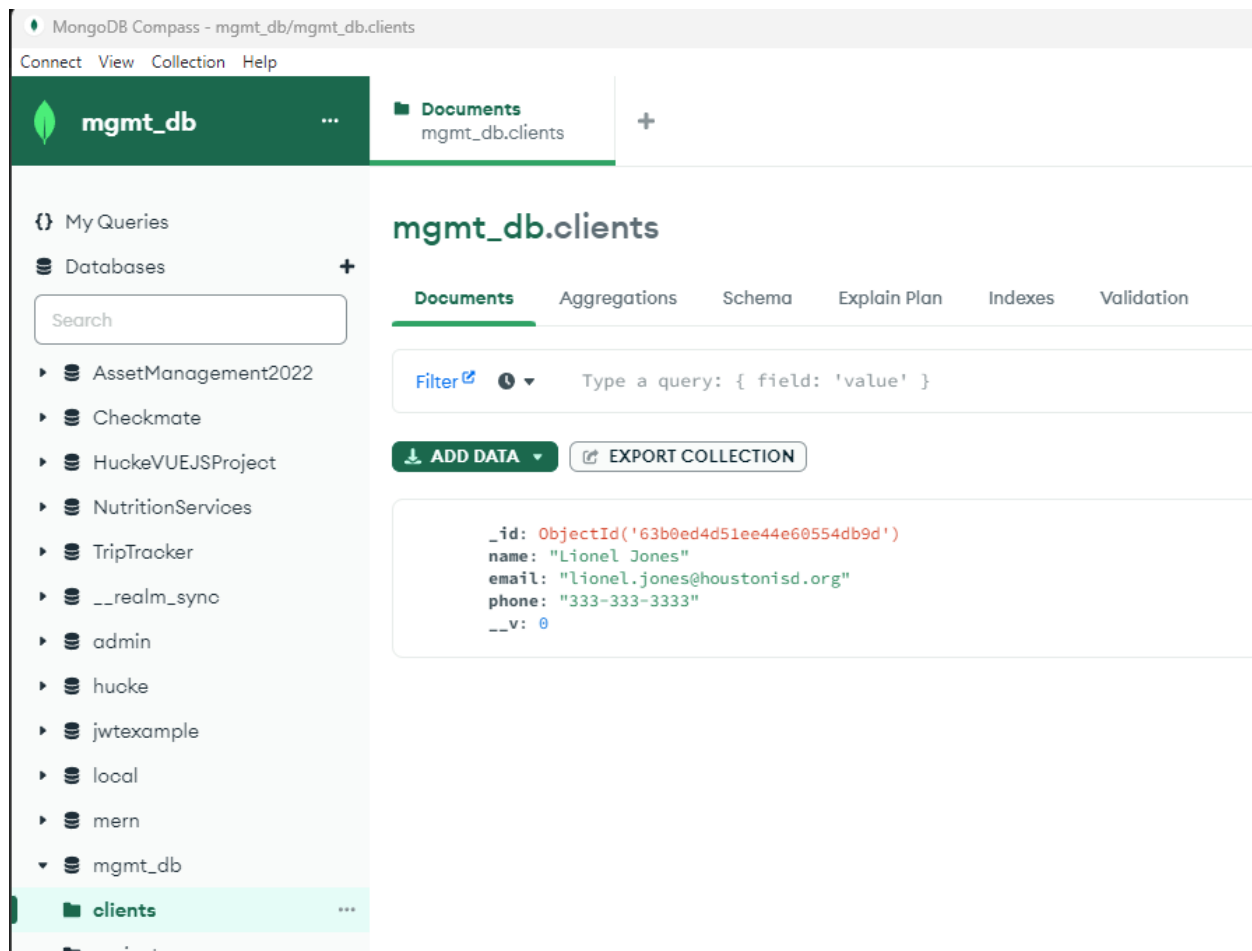 MongoDB Compass - mgmt_db/mgmt_db.clients
Connect View Collection Help
mgmt_db ...
Documents
mgmt_db.clients
+
{} My Queries
Databases +
Search
AssetManagement2022
Checkmate
HuckeVUEJSProject
NutritionServices
TripTracker
__realm_sync
admin
hucke
jwtexample
local
mern
mgmt_db
clients ...
mgmt_db.clients
Documents Aggregations Schema Explain Plan Indexes Validation
Filter Type a query: { field: 'value' }
ADD DATA EXPORT COLLECTION
_id: ObjectId('63b0ed4d51ee44e60554db9d')
name: "Lionel Jones"
email: "lionel.jones@houstonisd.org"
phone: "333-333-3333"
__v: 0